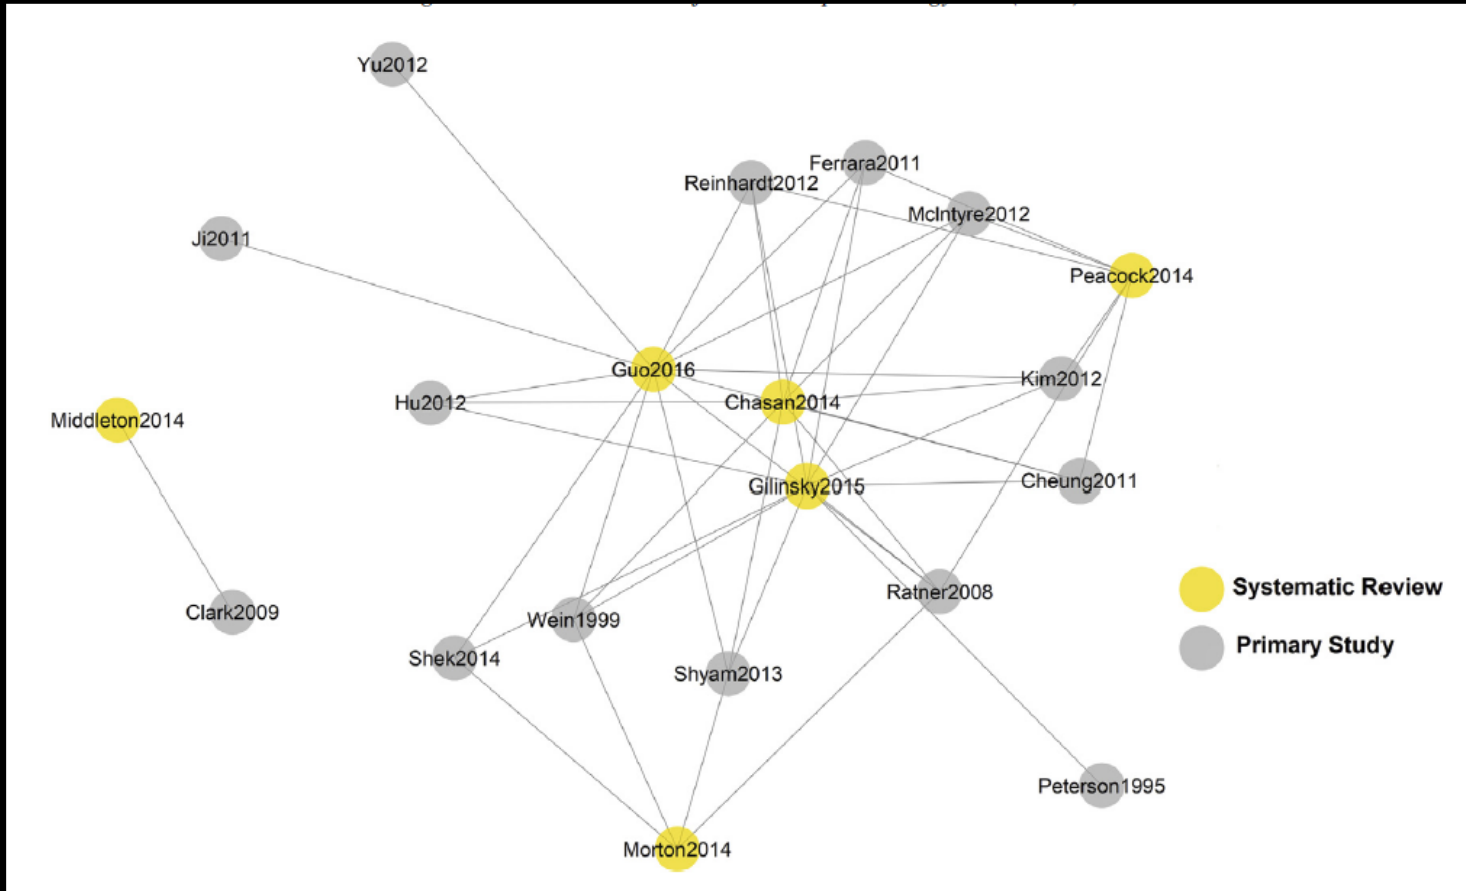 Yu2012
Ferrara2011
Reinhardt2012
McIntyre2012
Ji2011
Peacock2014
Guo2016
Kim2012
Hu2012
Chasan2014
Middleton2014
Cheung2011
Gilinsky2015
Systematic Review
Ratner2008
Clark2009
Wein1999
Primary Study
Shek2014
Shyam2013
Peterson1995
Morton2014